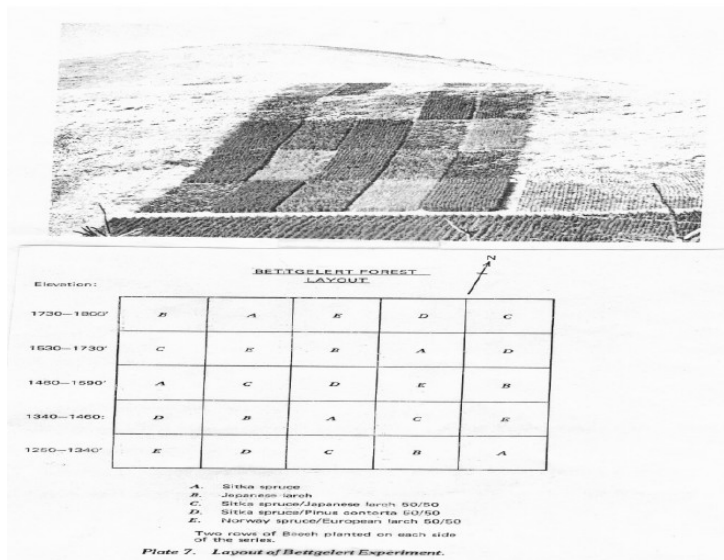 BETTGELERT FOREST
LAYOUT
N
Elevation:
1730—1800' B A E D C
1530—1730' C E B A D
1480—1590' A C D E B
1340—1460: D B A C E
1250—1340' E D C B A
A. Sitka spruce
B. Japanese larch
C. Sitka spruce/Japanese larch 50/50
D. Sitka spruce/Pinus contorta 50/50
E. Norway spruce/European larch 50/50
Two rows of Beech planted on each side
of the series.
Plate 7. Layout of Bettgelert Experiment.